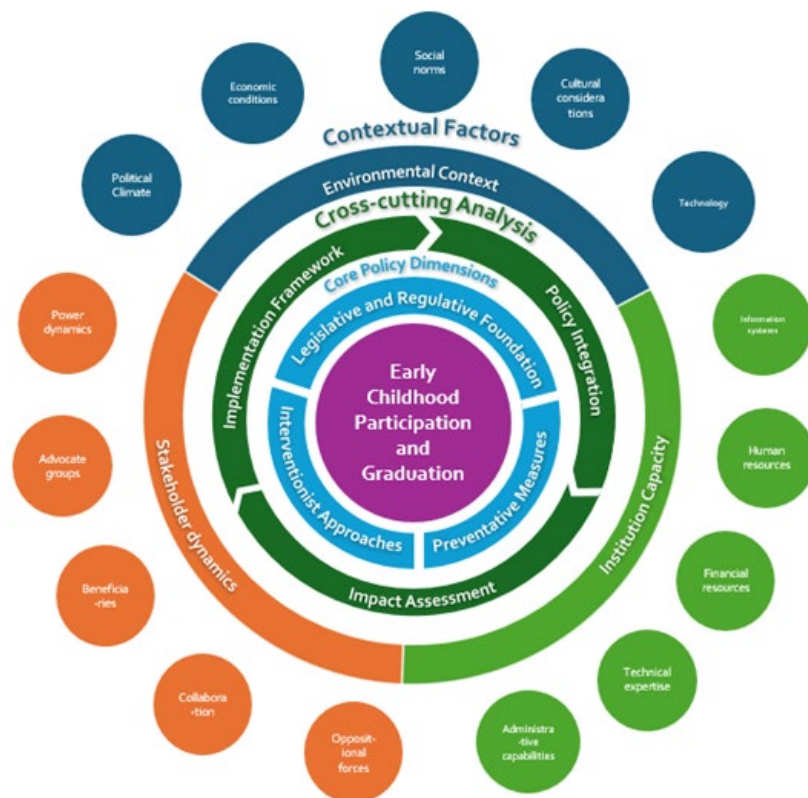 Social
norms
Economic
conditions
Cultural
considera
tions
Contextual Factors
Political
Climate
Environmental Context
Technology
Cross-cutting Analysis
Core Policy Dimensions
Implementation Framework
Policy Integration
Legislative and Regulative Foundation
Power
dynamics
Information
systems
Early
Childhood
Participation
and
Graduation
Advocate
groups
Human
resources
Stakeholder dynamics
Interventionist Approaches
Preventative Measures
Institution Capacity
Beneficia
-ries
Financial
resources
Impact Assessment
Technical
expertise
Collabora
-tion
Administra
-tive
capabilities
Opposit-
ional
forces